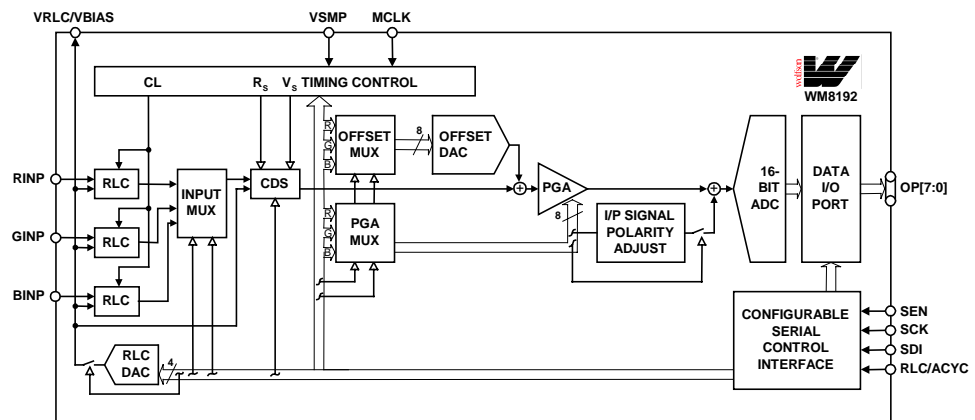 VRLC/VBIAS
VSMP
MCLK
CL
R_S
V_S TIMING CONTROL
wolfson
WM8192
R
G
B
OFFSET
MUX
8
OFFSET
DAC
RINP
RLC
INPUT
MUX
CDS
+
PGA
+
16-
BIT
ADC
DATA
I/O
PORT
OP[7:0]
GINP
RLC
R
G
B
PGA
MUX
8
I/P SIGNAL
POLARITY
ADJUST
BINP
RLC
CONFIGURABLE
SERIAL
CONTROL
INTERFACE
SEN
SCK
SDI
RLC/ACYC
RLC
DAC
4